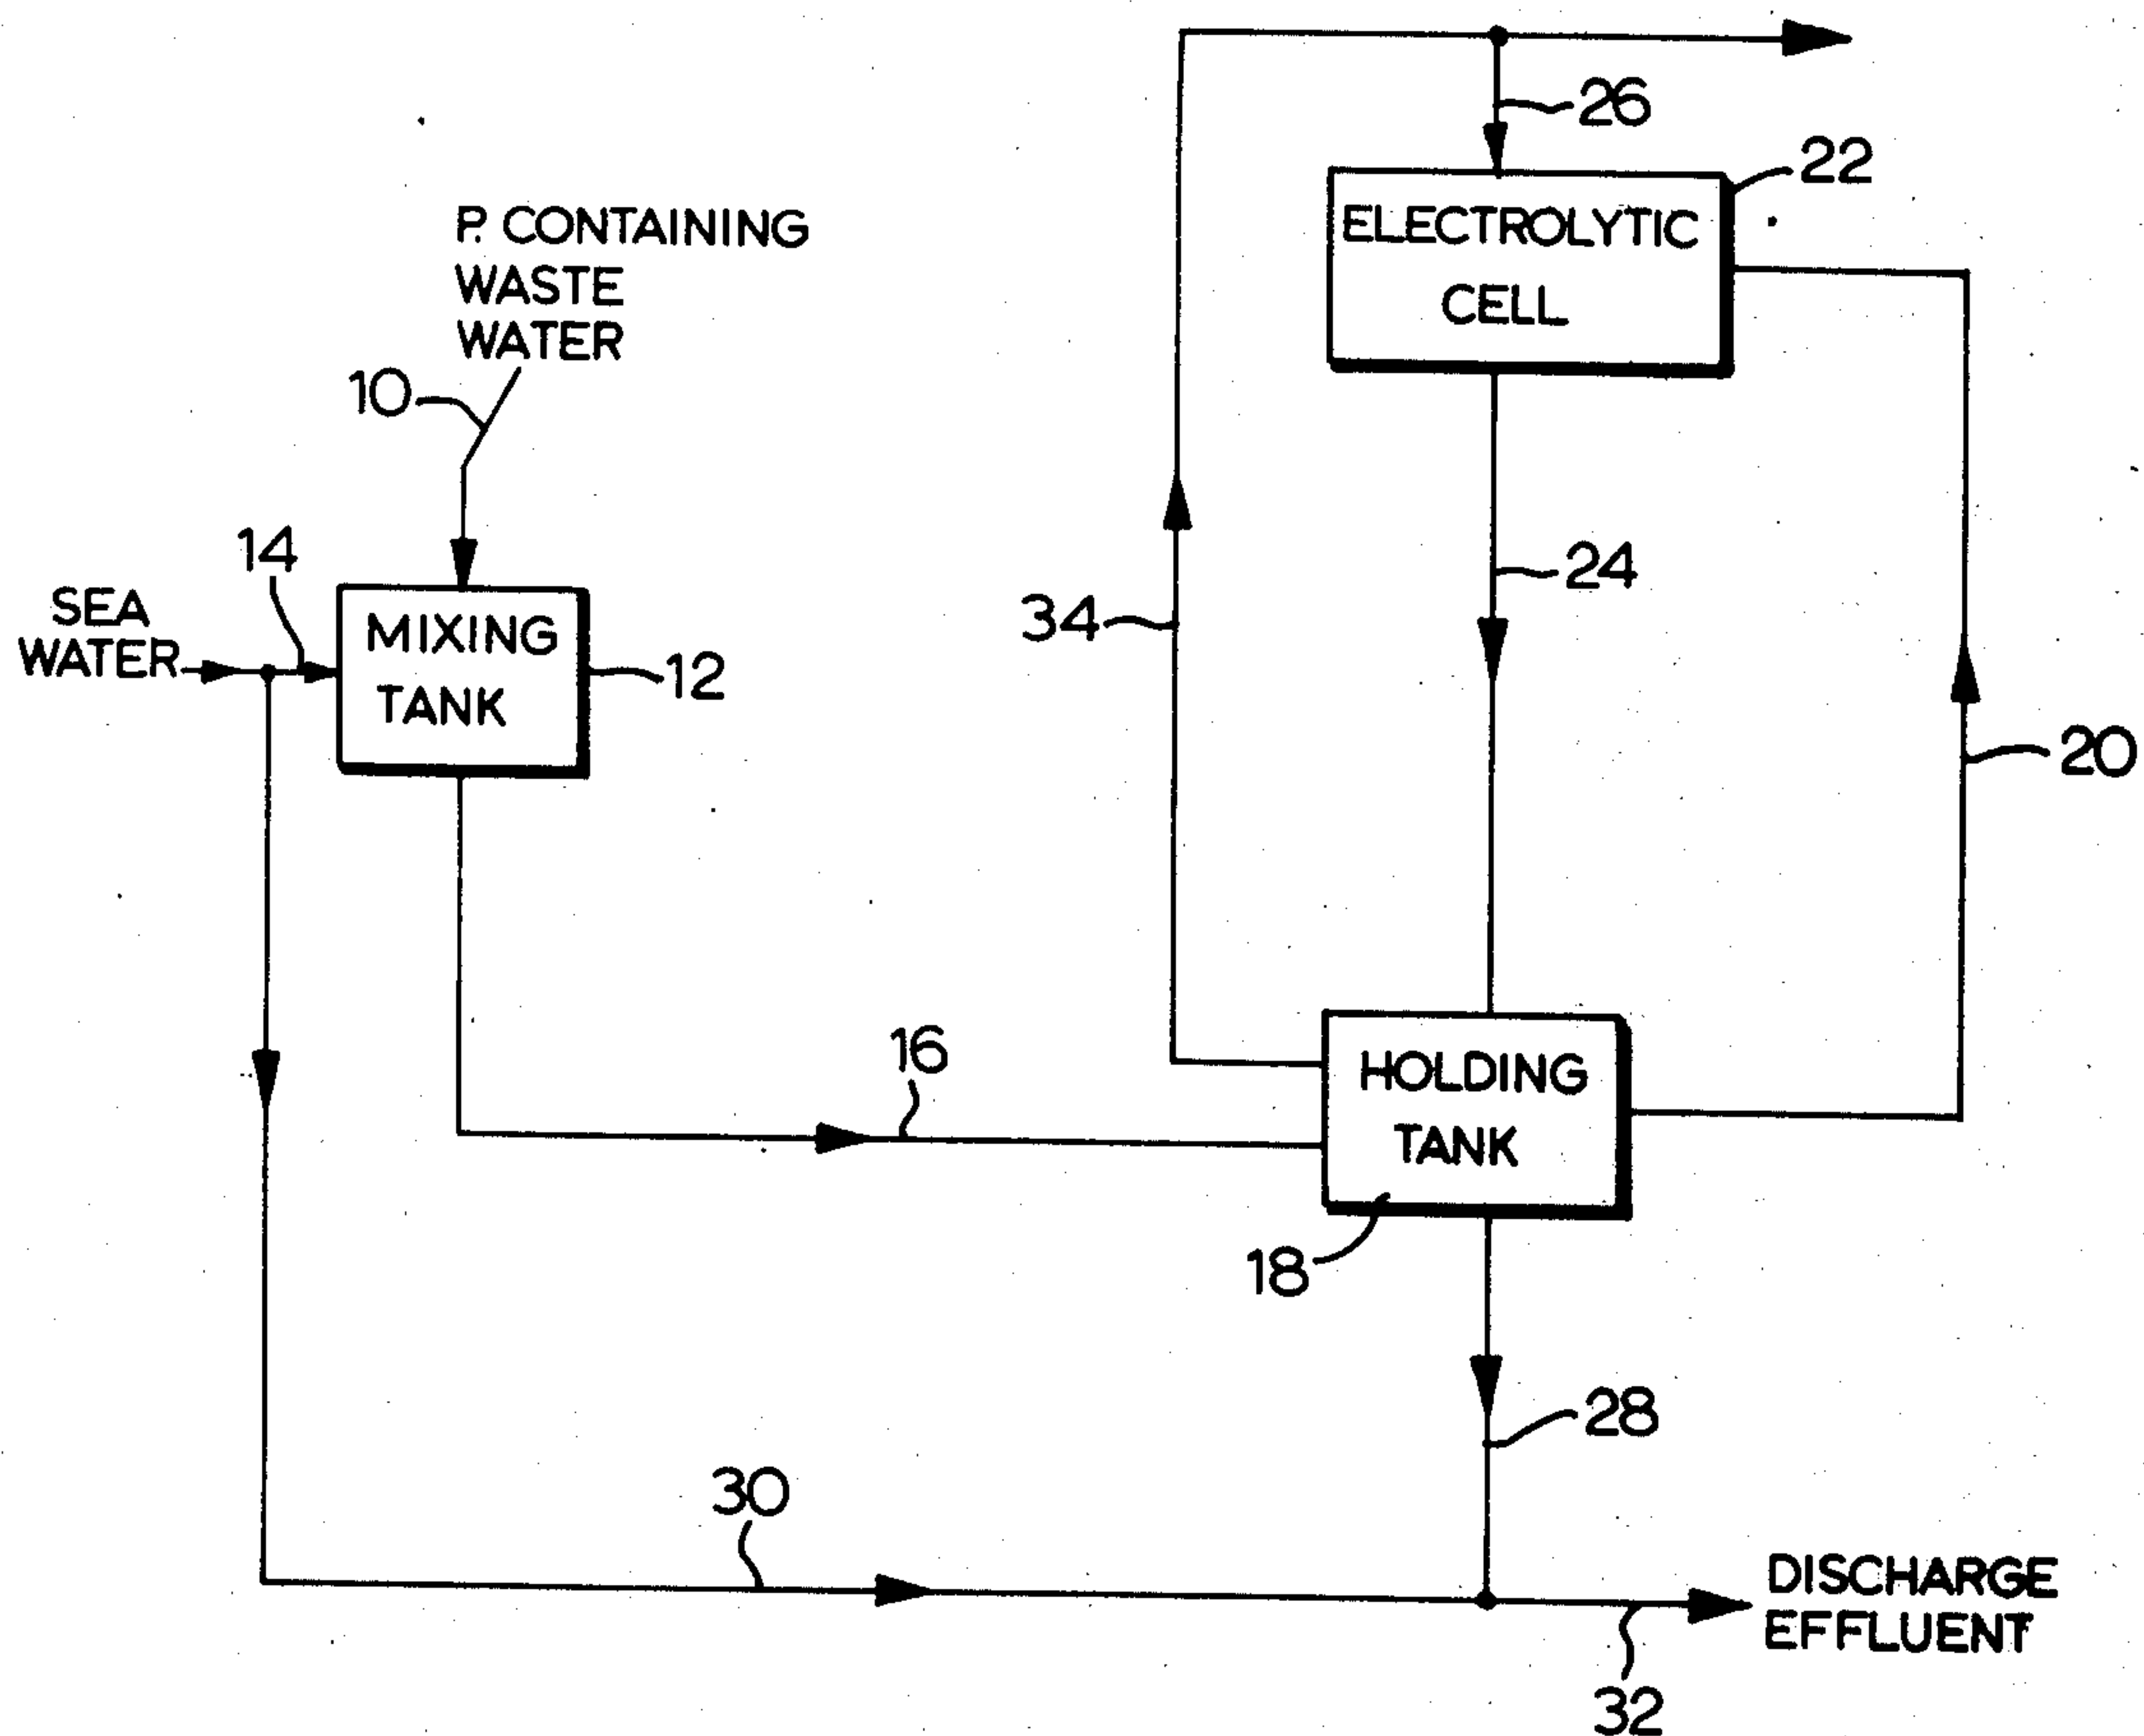 26
22
P. CONTAINING
WASTE
WATER
ELECTROLYTIC
CELL
10
14
SEA
WATER
MIXING
TANK
12
24
34
20
16
HOLDING
TANK
18
28
30
DISCHARGE
EFFLUENT
32